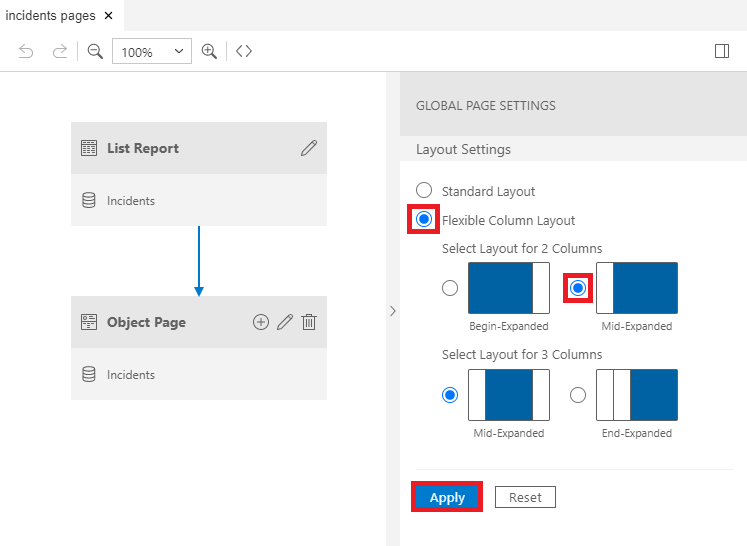 incidents pages
100%
List Report
Incidents
Object Page
Incidents
GLOBAL PAGE SETTINGS
Layout Settings
Standard Layout
Flexible Column Layout
Select Layout for 2 Columns
Begin-Expanded Mid-Expanded
Select Layout for 3 Columns
Mid-Expanded End-Expanded
Apply Reset